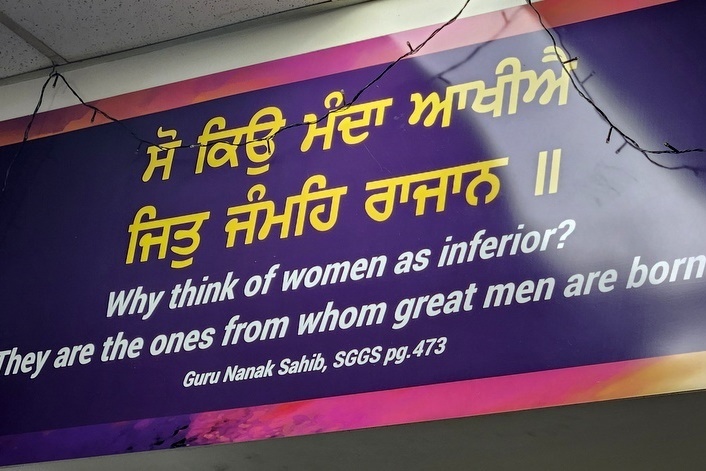 ਸੋ ਕਿਉ ਮੰਦਾ ਆਖੀਐ
ਜਿਤੁ ਜੰਮਹਿ ਰਾਜਾਨ ॥
Why think of women as inferior?
They are the ones from whom great men are born
Guru Nanak Sahib, SGGS pg.473